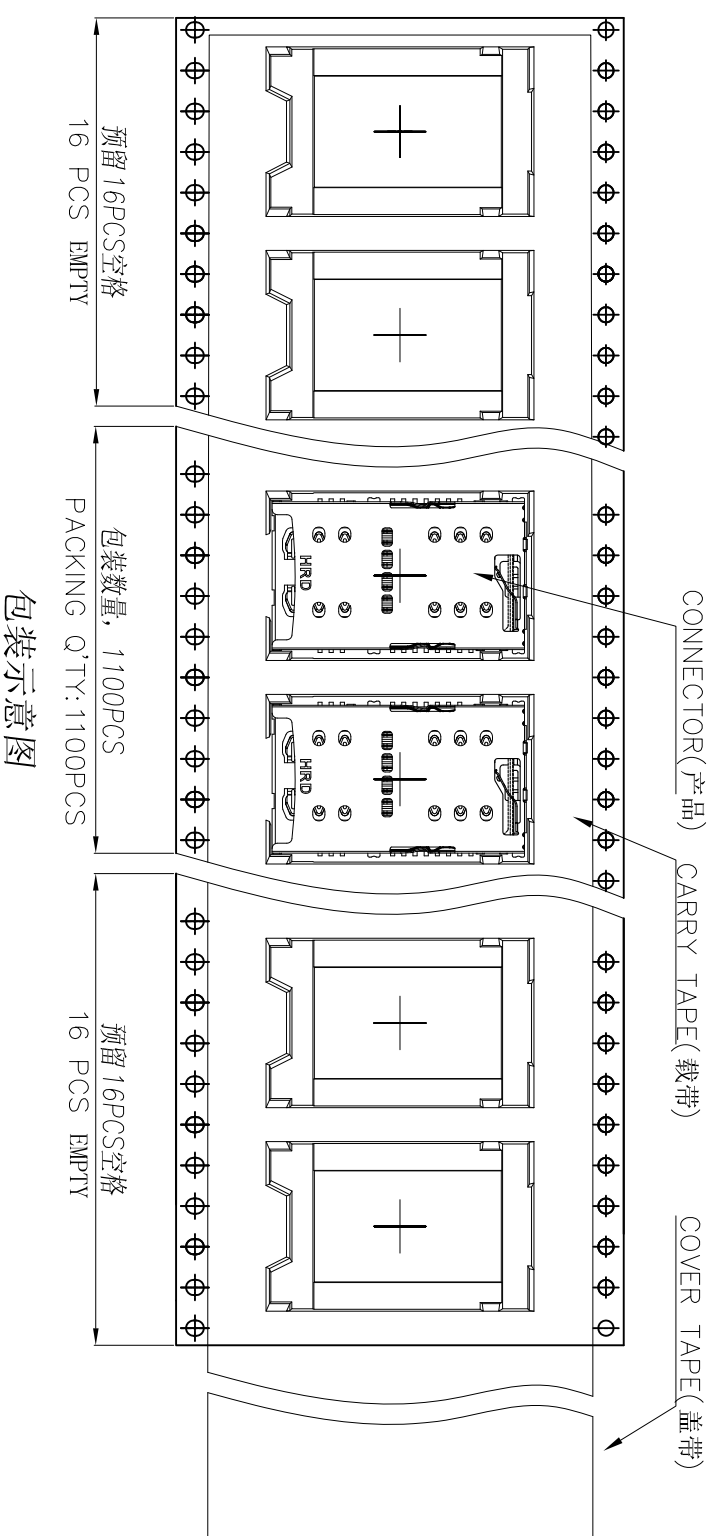 CONNECTOR(产品)
CARRY TAPE(载带)
COVER TAPE(盖带)
HRD
HRD
预留16PCS空格
16 PCS EMPTY
包装数量, 1100PCS
PACKING Q'TY:1100PCS
预留16PCS空格
16 PCS EMPTY
包装示意图